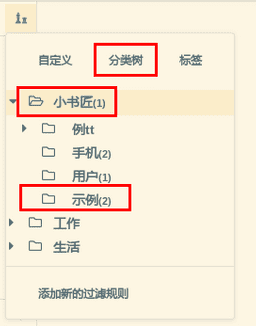 自定义 分类树 标签
小书匠(1)
例tt
手机(2)
用户(1)
示例(2)
工作
生活
添加新的过滤规则